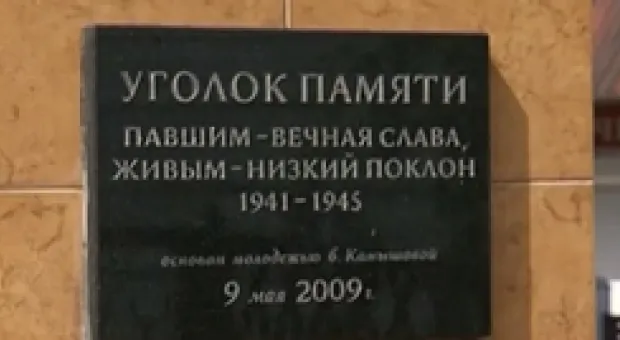 УГОЛОК ПАМЯТИ
ПАВШИМ – ВЕЧНАЯ СЛАВА,
ЖИВЫМ – НИЗКИЙ ПОКЛОН
1941 – 1945
основан молодежью б. Камышовой
9 мая 2009 г.